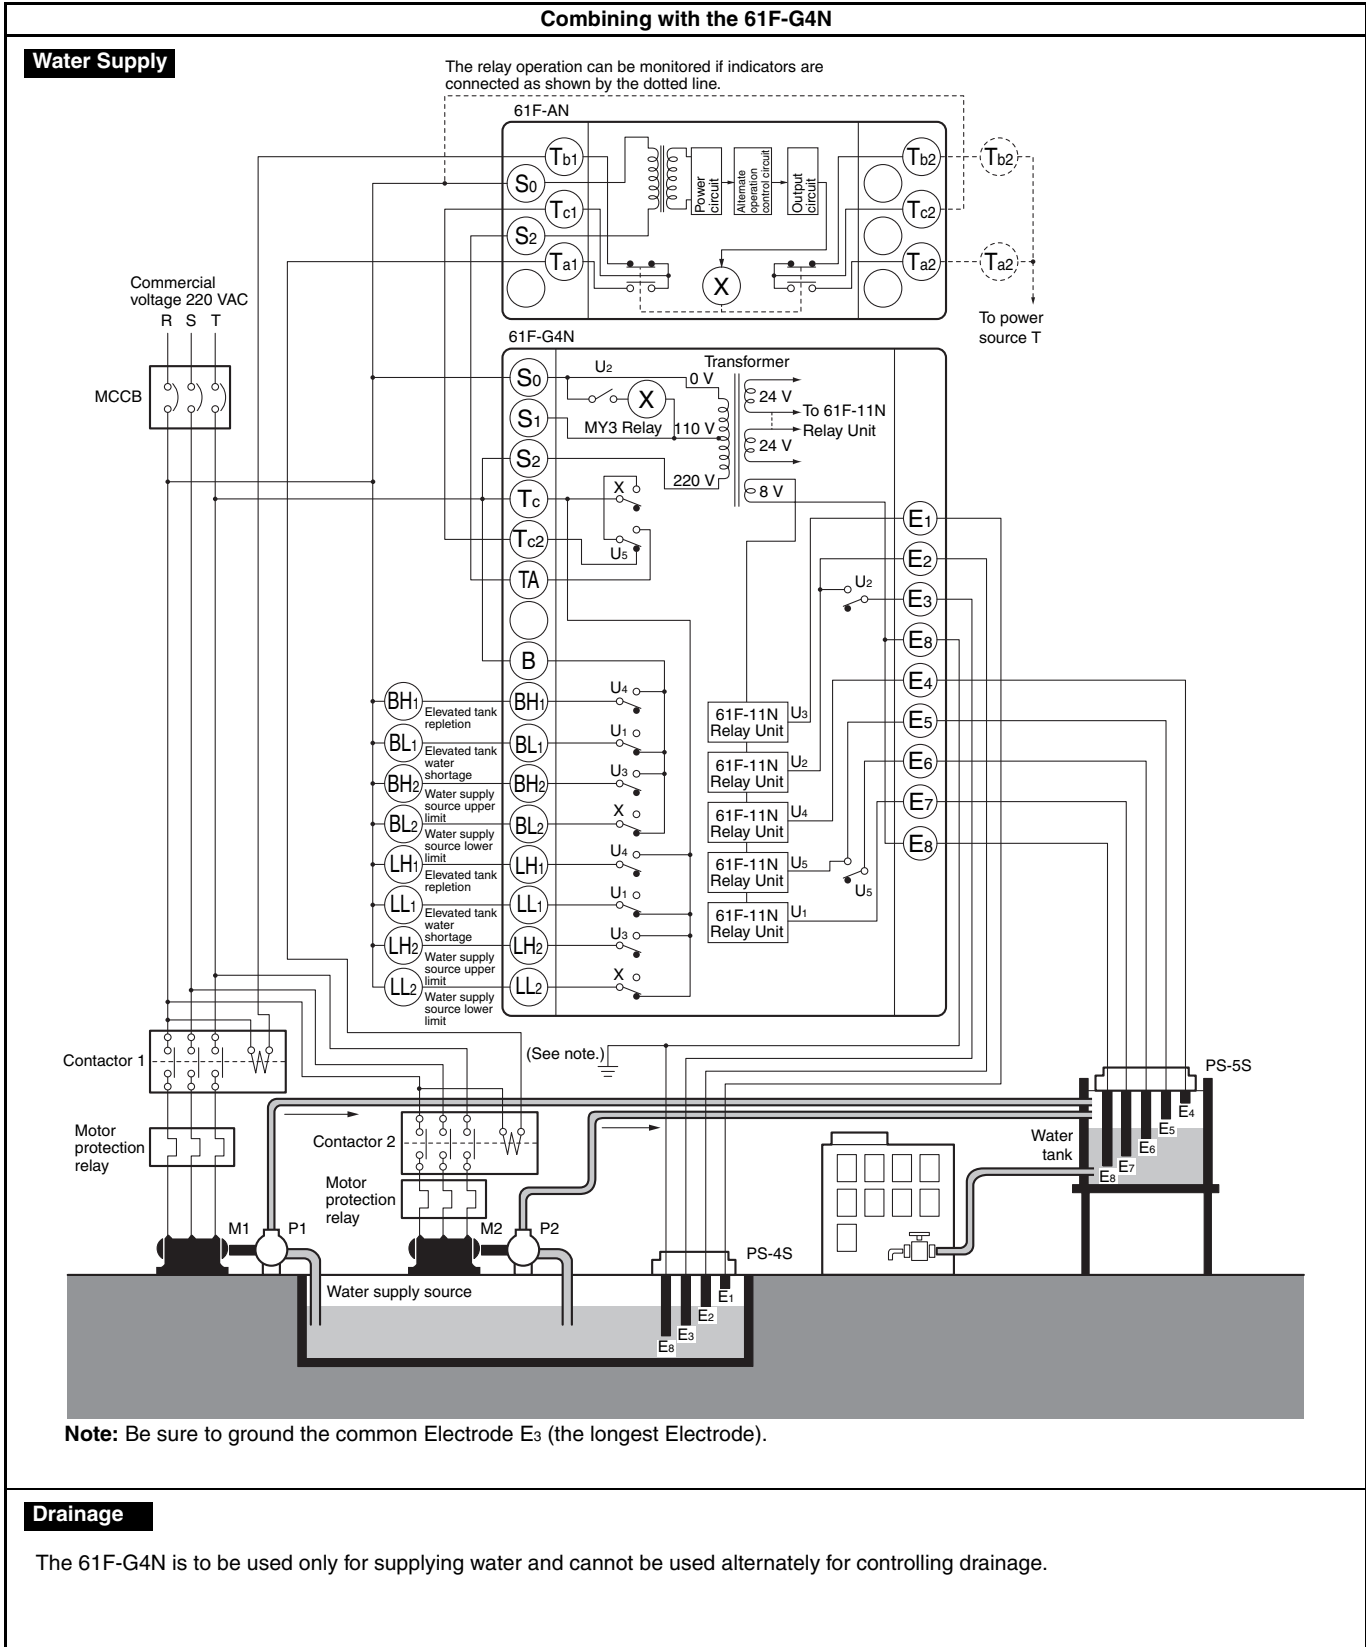 Combining with the 61F-G4N
Water Supply
The relay operation can be monitored if indicators are
connected as shown by the dotted line.
61F-AN
Tb1
S0
Tc1
S2
Ta1
Power
circuit
Alternate
operation
control circuit
Output
circuit
X
Tb2
Tc2
Ta2
Tb2
Ta2
To power
source T
Commercial
voltage 220 VAC
R S T
MCCB
61F-G4N
S0
S1
S2
Tc
Tc2
TA
B
BH1
BL1
BH2
BL2
LH1
LL1
LH2
LL2
U2
X
MY3 Relay
Transformer
0 V
110 V
220 V
24 V
24 V
8 V
To 61F-11N
Relay Unit
X
U5
U4
U1
U3
X
U4
U1
U3
X
BH1
Elevated tank
repletion
BL1
Elevated tank
water
shortage
BH2
Water supply
source upper
limit
BL2
Water supply
source lower
limit
LH1
Elevated tank
repletion
LL1
Elevated tank
water
shortage
LH2
Water supply
source upper
limit
LL2
Water supply
source lower
limit
61F-11N
Relay Unit
U3
61F-11N
Relay Unit
U2
61F-11N
Relay Unit
U4
61F-11N
Relay Unit
U5
61F-11N
Relay Unit
U1
U2
U5
E1
E2
E3
E8
E4
E5
E6
E7
E8
(See note.)
Contactor 1
Motor
protection
relay
Contactor 2
Motor
protection
relay
M1
P1
M2
P2
PS-4S
Water supply source
E1
E2
E3
E8
PS-5S
Water
tank
E4
E5
E6
E7
E8
Note: Be sure to ground the common Electrode E3 (the longest Electrode).
Drainage
The 61F-G4N is to be used only for supplying water and cannot be used alternately for controlling drainage.